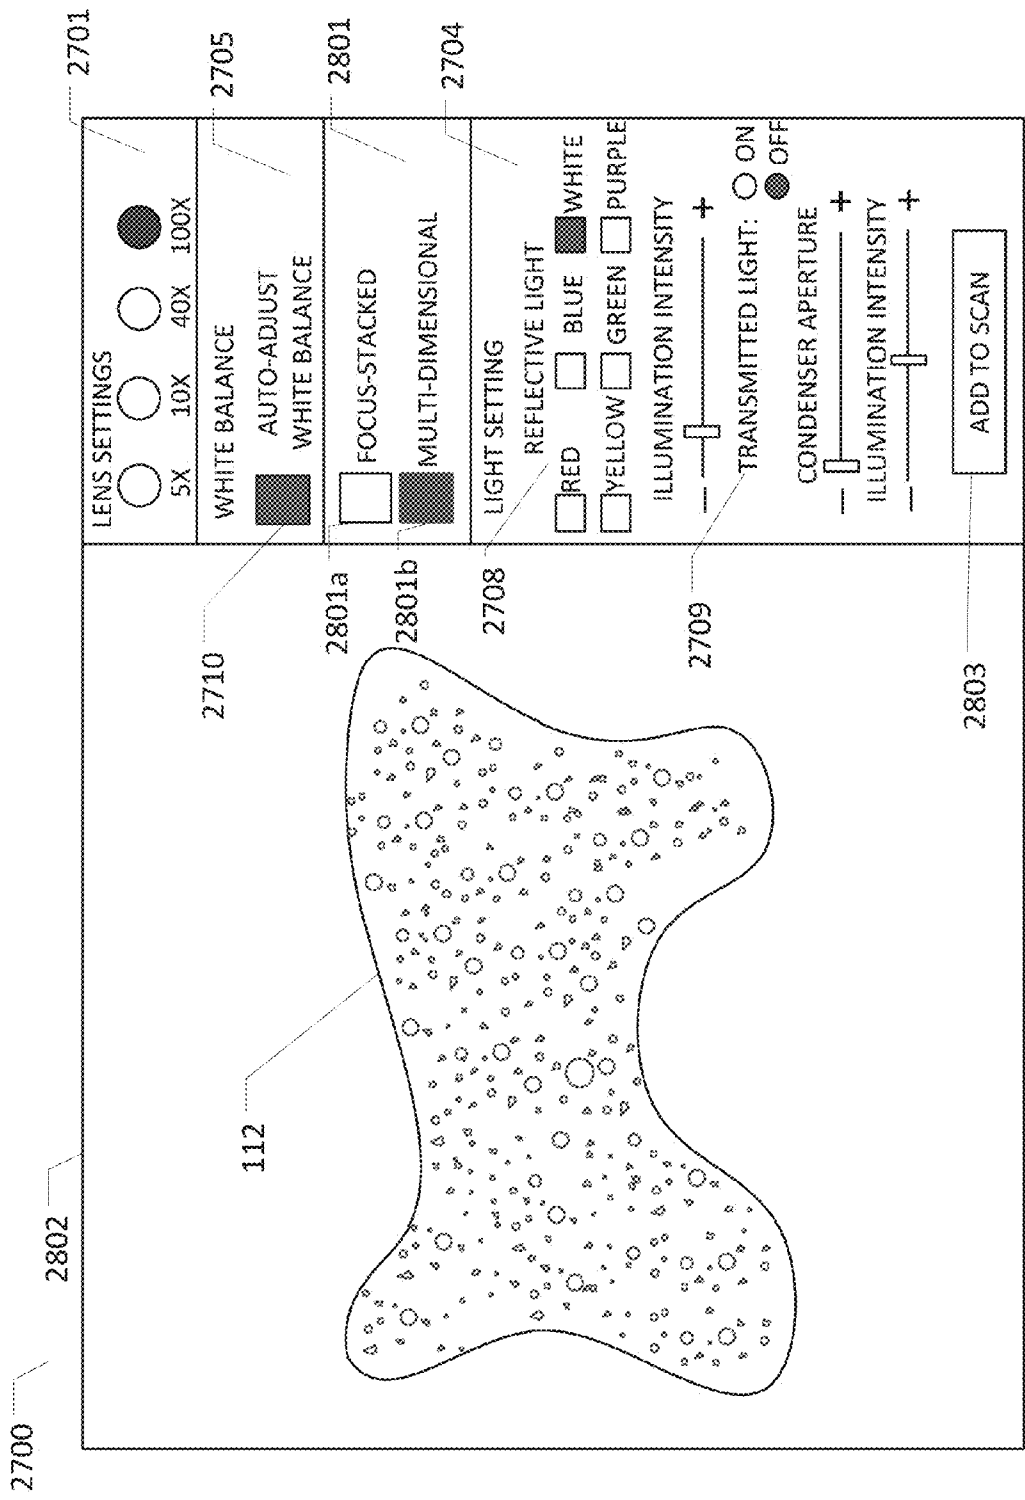 2700
2802
112
2701
LENS SETTINGS
5X 10X 40X 100X
2705
WHITE BALANCE
AUTO-ADJUST
WHITE BALANCE
2710
2801
FOCUS-STACKED
2801a
MULTI-DIMENSIONAL
2801b
2704
LIGHT SETTING
REFLECTIVE LIGHT
2708
RED BLUE WHITE
YELLOW GREEN PURPLE
ILLUMINATION INTENSITY
− +
TRANSMITTED LIGHT: ON
OFF
2709
CONDENSER APERTURE
− +
ILLUMINATION INTENSITY
− +
ADD TO SCAN
2803